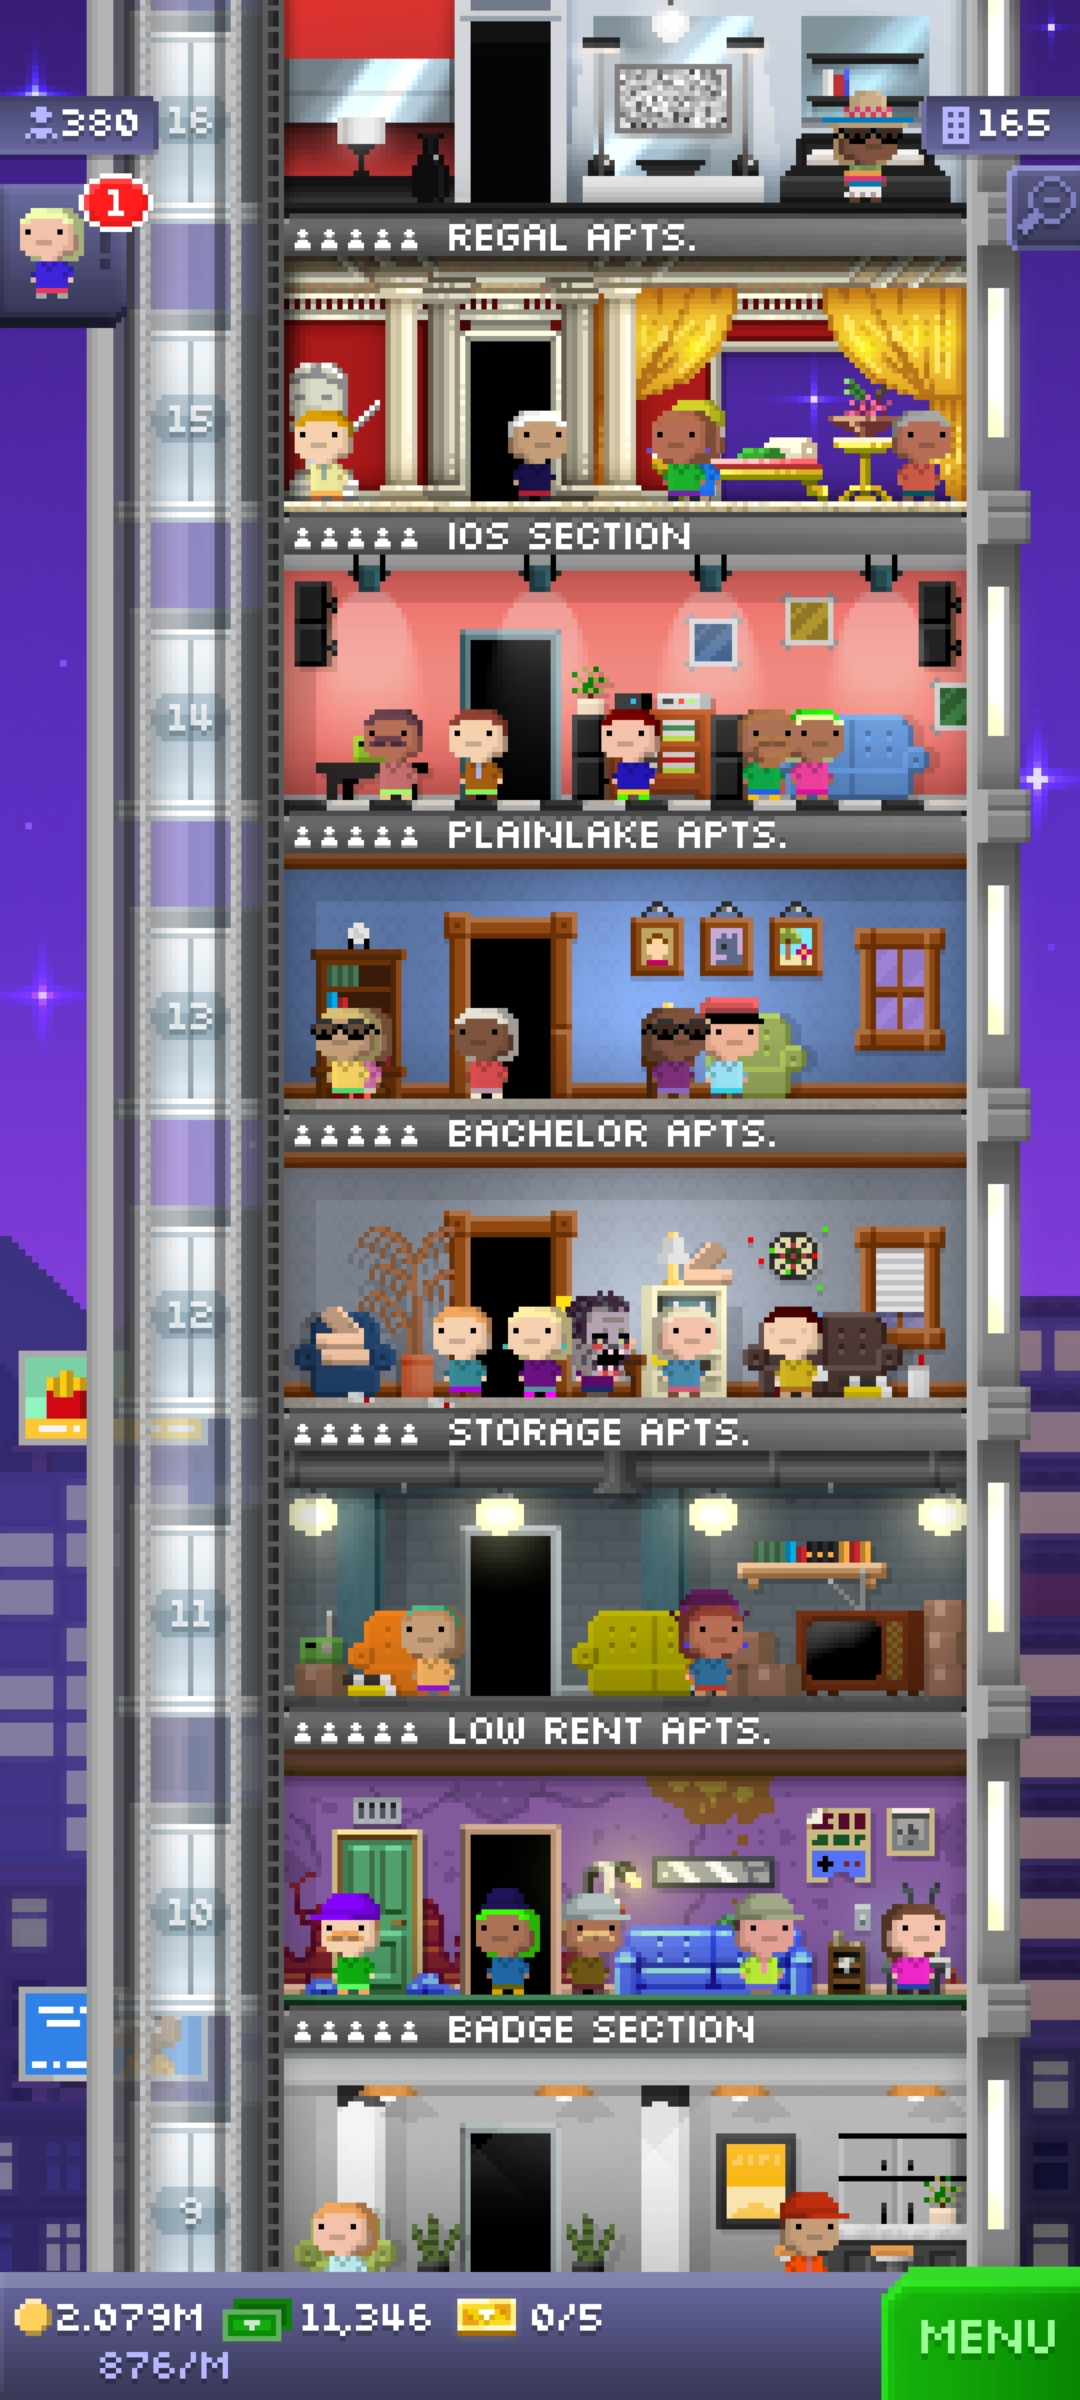 380
16
165
1
REGAL APTS.
15
IOS SECTION
14
PLAINLAKE APTS.
13
BACHELOR APTS.
12
STORAGE APTS.
11
LOW RENT APTS.
10
BADGE SECTION
9
2.079M 11,346 0/5
876/M
MENU